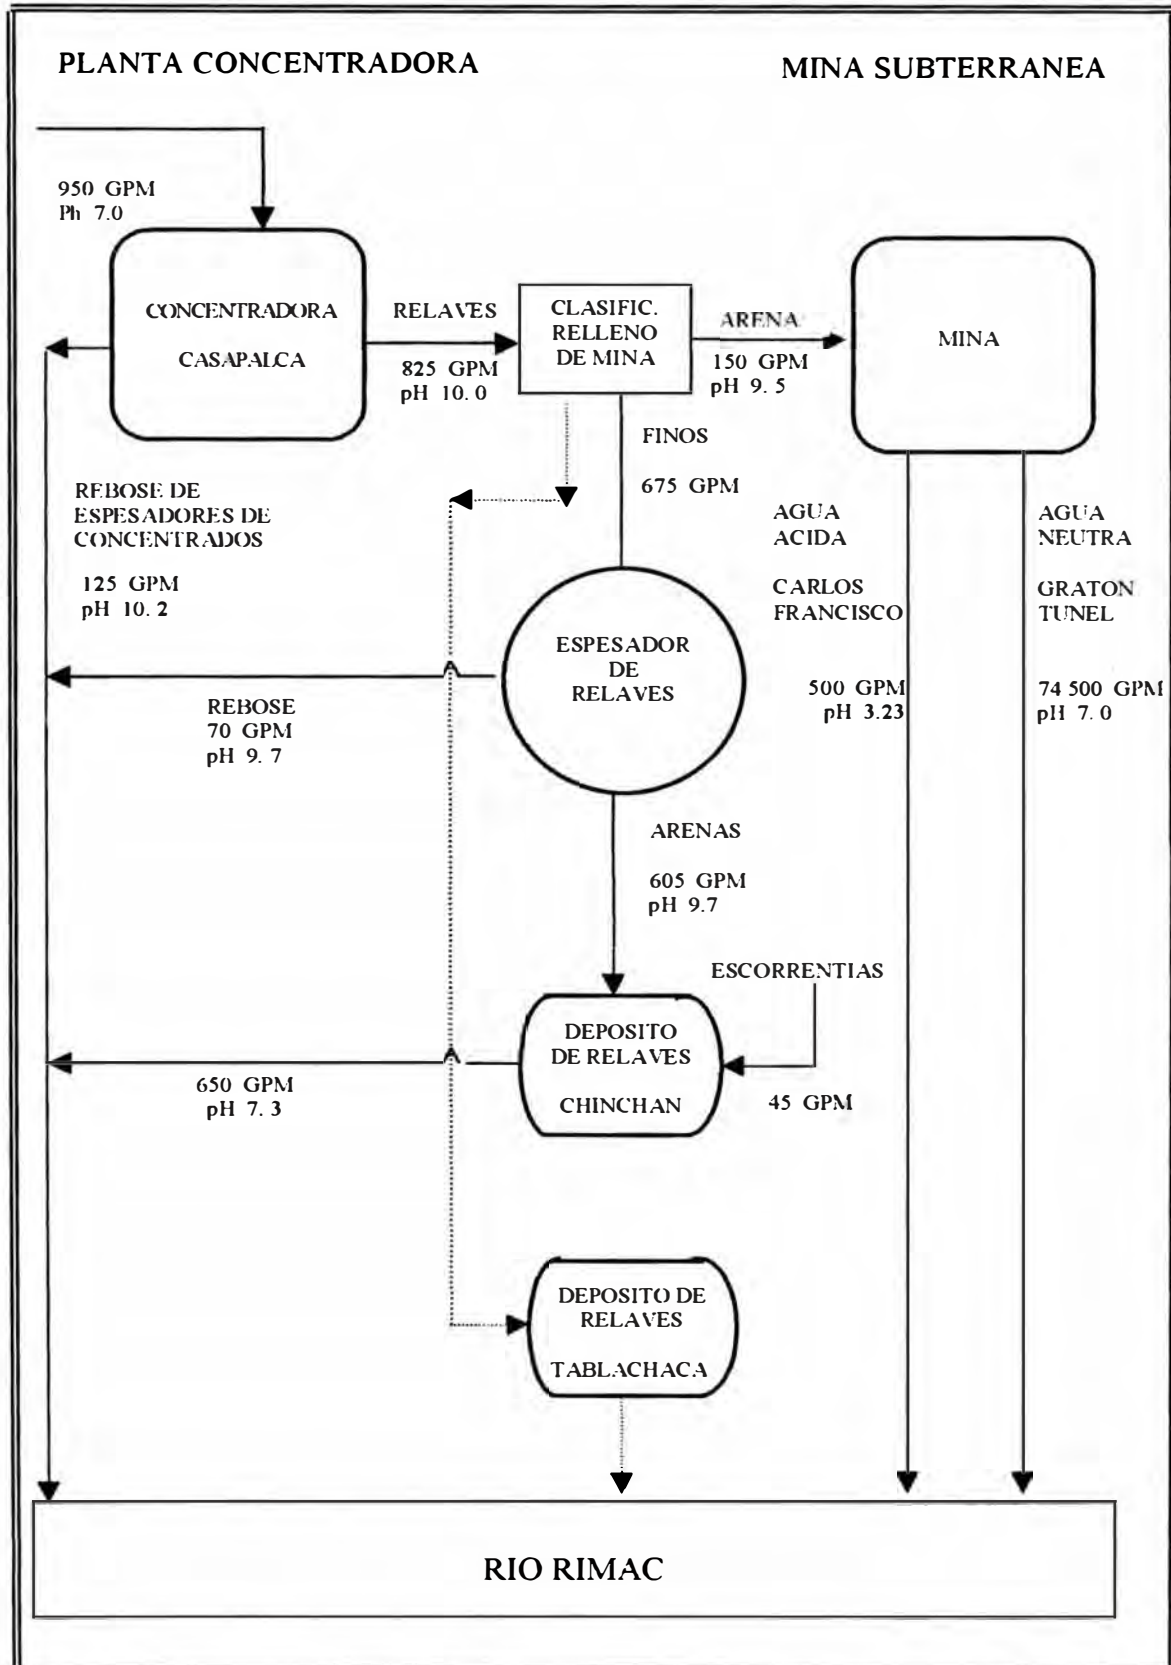 PLANTA CONCENTRADORA
MINA SUBTERRANEA
950 GPM
Ph 7.0
CONCENTRADORA
CASAPALCA
RELAVES
825 GPM
pH 10.0
CLASIFIC.
RELLENO
DE MINA
ARENA
150 GPM
pH 9.5
MINA
FINOS
675 GPM
REBOSE DE
ESPESADORES DE
CONCENTRADOS
125 GPM
pH 10.2
AGUA
ACIDA
CARLOS
FRANCISCO
500 GPM
pH 3.23
AGUA
NEUTRA
GRATON
TUNEL
74 500 GPM
pH 7.0
ESPESADOR
DE
RELAVES
REBOSE
70 GPM
pH 9.7
ARENAS
605 GPM
pH 9.7
ESCORRENTIAS
DEPOSITO
DE RELAVES
CHINCHAN
45 GPM
650 GPM
pH 7.3
DEPOSITO DE
RELAVES
TABLACHACA
RIO RIMAC